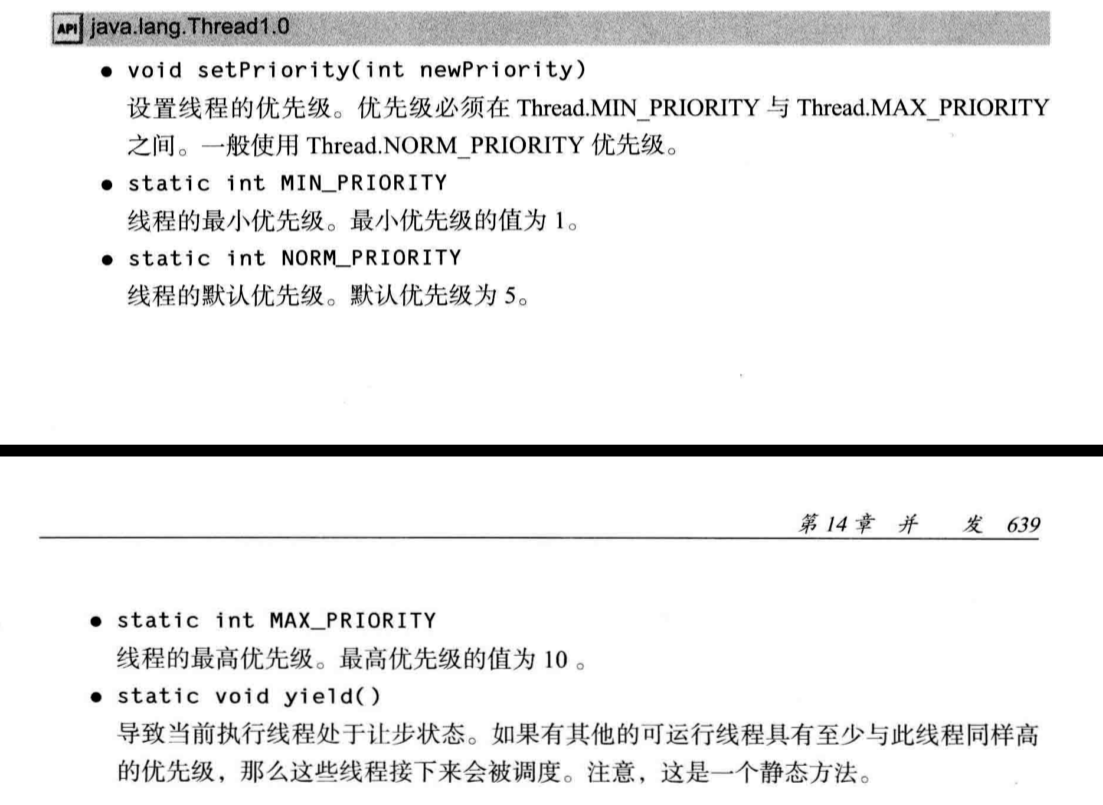 API java.lang.Thread1.0
● void setPriority(int newPriority)
设置线程的优先级。优先级必须在 Thread.MIN_PRIORITY 与 Thread.MAX_PRIORITY
之间。一般使用 Thread.NORM_PRIORITY 优先级。
● static int MIN_PRIORITY
线程的最小优先级。最小优先级的值为 1。
● static int NORM_PRIORITY
线程的默认优先级。默认优先级为 5。
第 14 章 并 发 639
● static int MAX_PRIORITY
线程的最高优先级。最高优先级的值为 10 。
● static void yield()
导致当前执行线程处于让步状态。如果有其他的可运行线程具有至少与此线程同样高
的优先级，那么这些线程接下来会被调度。注意，这是一个静态方法。